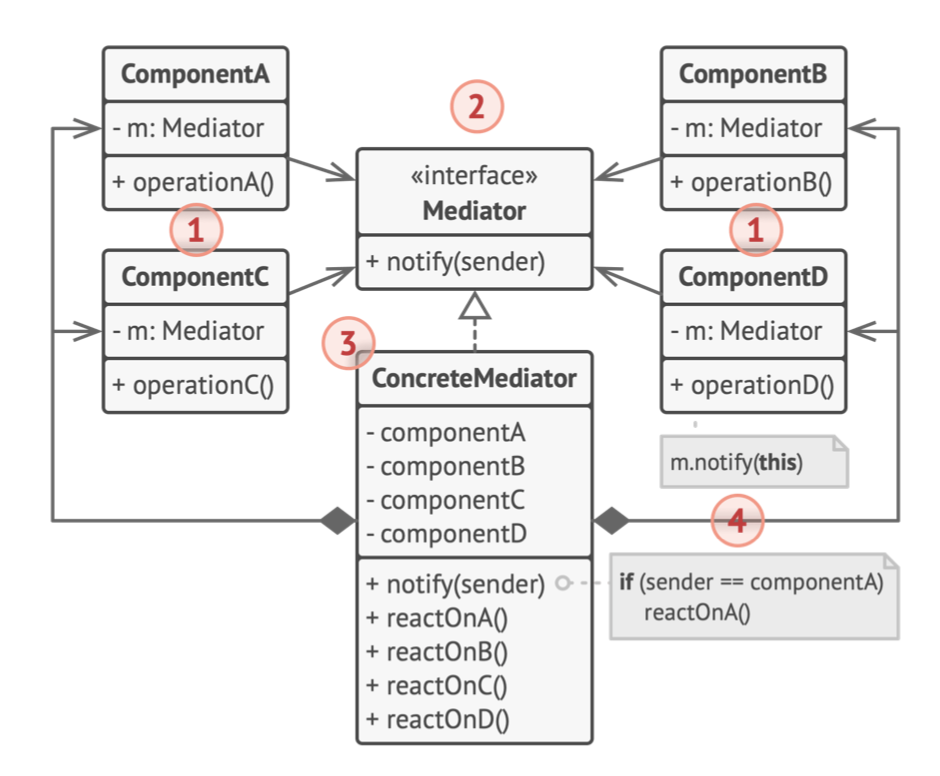 ComponentA
- m: Mediator
+ operationA()
1
ComponentC
- m: Mediator
+ operationC()
2
«interface»
Mediator
+ notify(sender)
3
ConcreteMediator
- componentA
- componentB
- componentC
- componentD
+ notify(sender)
+ reactOnA()
+ reactOnB()
+ reactOnC()
+ reactOnD()
ComponentB
- m: Mediator
+ operationB()
1
ComponentD
- m: Mediator
+ operationD()
m.notify(this)
4
if (sender == componentA)
reactOnA()